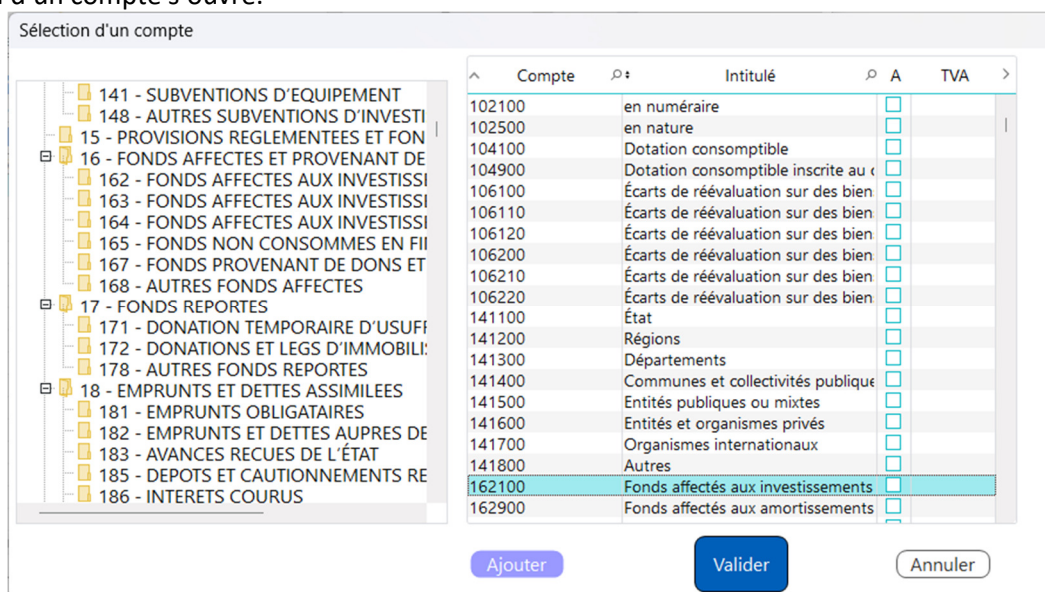 d'un compte s'ouvre.
Sélection d'un compte
141 - SUBVENTIONS D'EQUIPEMENT
148 - AUTRES SUBVENTIONS D'INVESTI
15 - PROVISIONS REGLEMENTEES ET FON
16 - FONDS AFFECTES ET PROVENANT DE
162 - FONDS AFFECTES AUX INVESTISSI
163 - FONDS AFFECTES AUX INVESTISSI
164 - FONDS AFFECTES AUX INVESTISSI
165 - FONDS NON CONSOMMES EN FII
167 - FONDS PROVENANT DE DONS ET
168 - AUTRES FONDS AFFECTES
17 - FONDS REPORTES
171 - DONATION TEMPORAIRE D'USUFF
172 - DONATIONS ET LEGS D'IMMOBILI
178 - AUTRES FONDS REPORTES
18 - EMPRUNTS ET DETTES ASSIMILEES
181 - EMPRUNTS OBLIGATAIRES
182 - EMPRUNTS ET DETTES AUPRES DE
183 - AVANCES RECUES DE L'ÉTAT
185 - DEPOTS ET CAUTIONNEMENTS RE
186 - INTERETS COURUS
Compte Intitulé A TVA
102100 en numéraire
102500 en nature
104100 Dotation consomptible
104900 Dotation consomptible inscrite au
106100 Écarts de réévaluation sur des bien
106110 Écarts de réévaluation sur des bien
106120 Écarts de réévaluation sur des bien
106200 Écarts de réévaluation sur des bien
106210 Écarts de réévaluation sur des bien
106220 Écarts de réévaluation sur des bien
141100 État
141200 Régions
141300 Départements
141400 Communes et collectivités publique
141500 Entités publiques ou mixtes
141600 Entités et organismes privés
141700 Organismes internationaux
141800 Autres
162100 Fonds affectés aux investissements
162900 Fonds affectés aux amortissements
Ajouter
Valider
Annuler